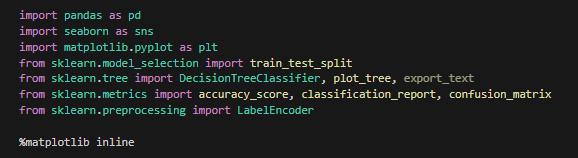 import pandas as pd
import seaborn as sns
import matplotlib.pyplot as plt
from sklearn.model_selection import train_test_split
from sklearn.tree import DecisionTreeClassifier, plot_tree, export_text
from sklearn.metrics import accuracy_score, classification_report, confusion_matrix
from sklearn.preprocessing import LabelEncoder
%matplotlib inline